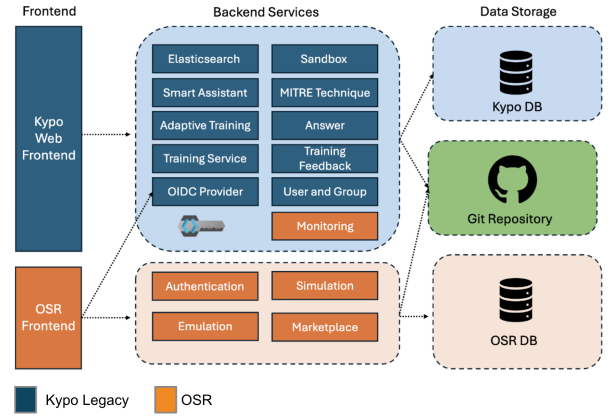 Frontend
Backend Services
Data Storage
Kypo
Web
Frontend
Elasticsearch
Sandbox
Smart Assistant
MITRE Technique
Adaptive Training
Answer
Training Service
Training
Feedback
OIDC Provider
User and Group
Monitoring
Kypo DB
Git Repository
OSR
Frontend
Authentication
Simulation
Emulation
Marketplace
OSR DB
Kypo Legacy
OSR